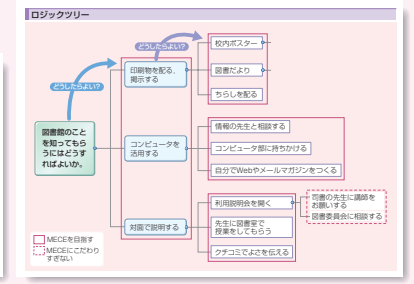 ロジックツリー
どうしたらよい?
どうしたらよい?
図書館のこと
を知ってもら
うにはどうす
ればよいか。
印刷物を配る、
掲示する
コンピュータを
活用する
対面で説明する
校内ポスター
図書だより
ちらしを配る
情報の先生と相談する
コンピュータ部に持ちかける
自分でWebやメールマガジンをつくる
利用説明会を開く
先生に図書室で
授業をしてもらう
クチコミでよさを伝える
司書の先生に講師を
お願いする
図書委員会に相談する
MECEを目指す
MECEにこだわり
すぎない